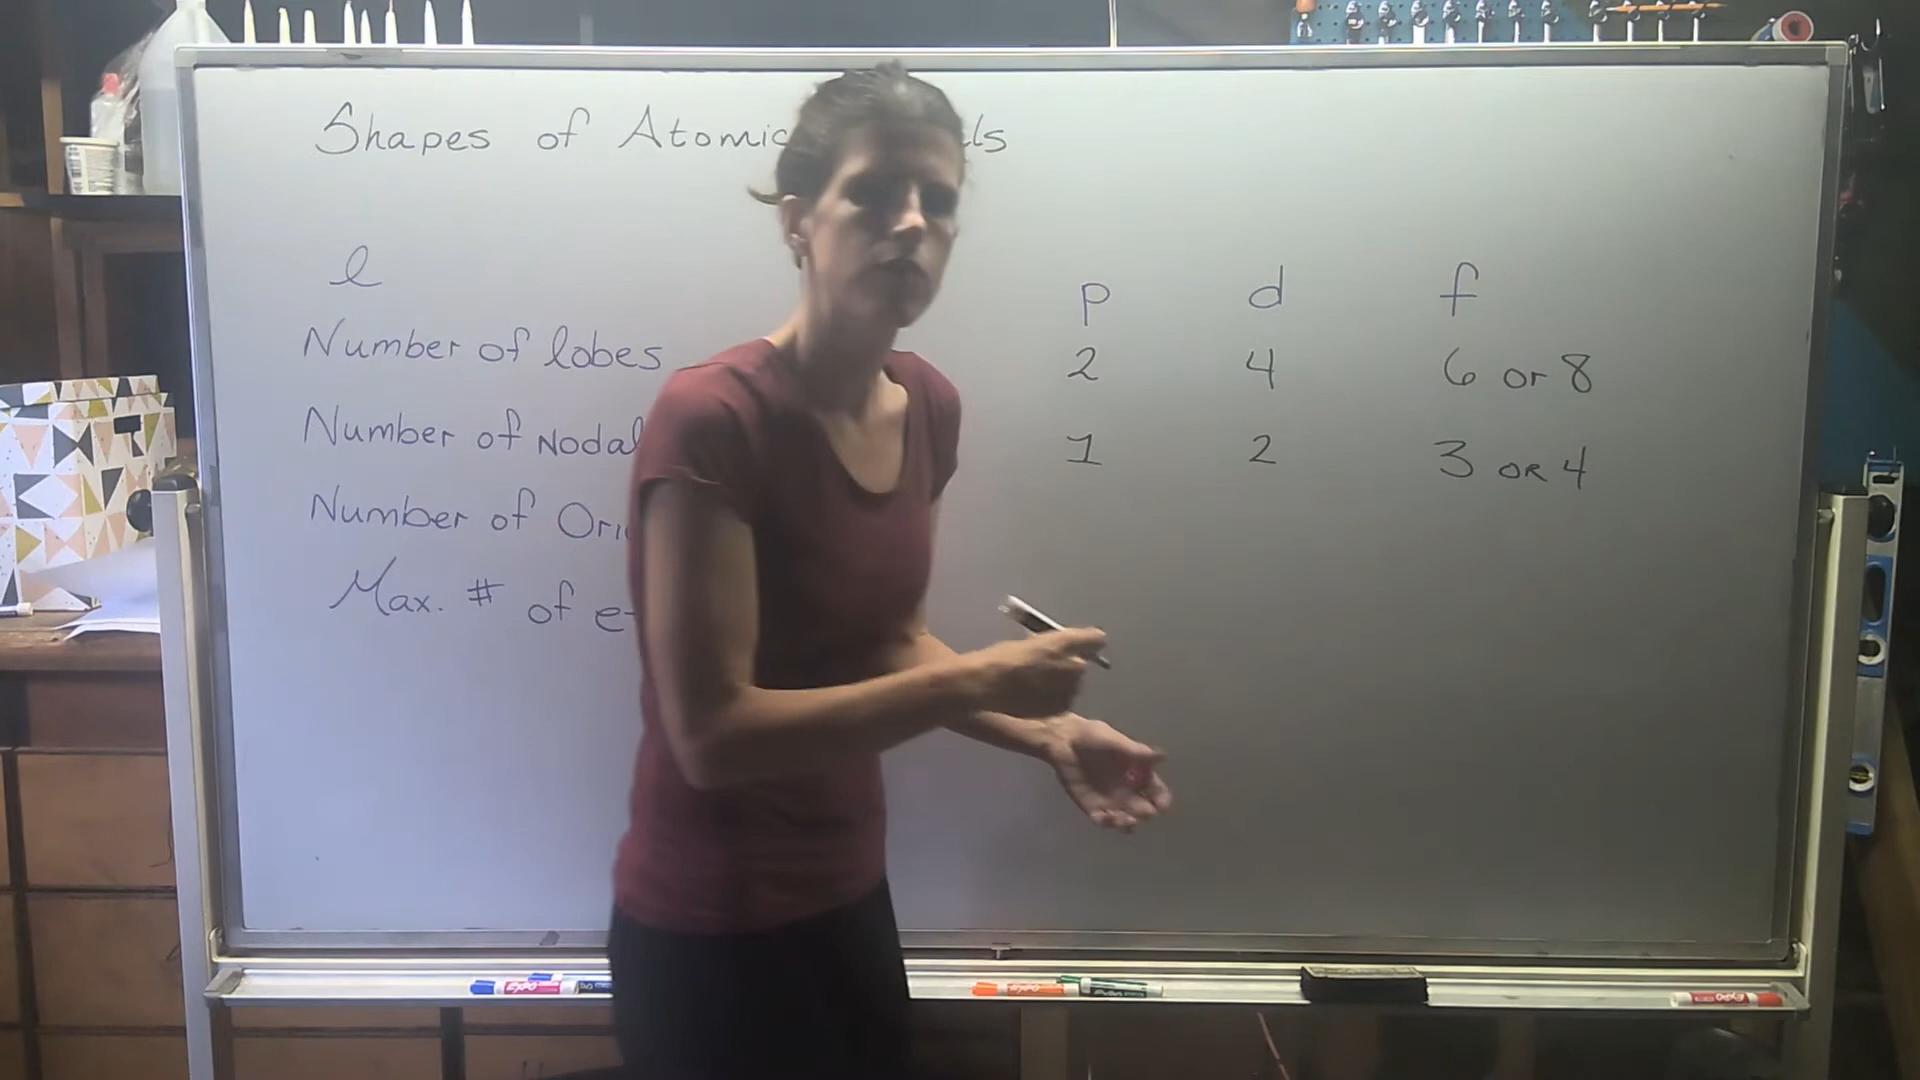 Shapes of Atomic
l p d f
Number of lobes 2 4 6 or 8
Number of Nodal 1 2 3 OR 4
Number of
Max. # of e-
EXPO